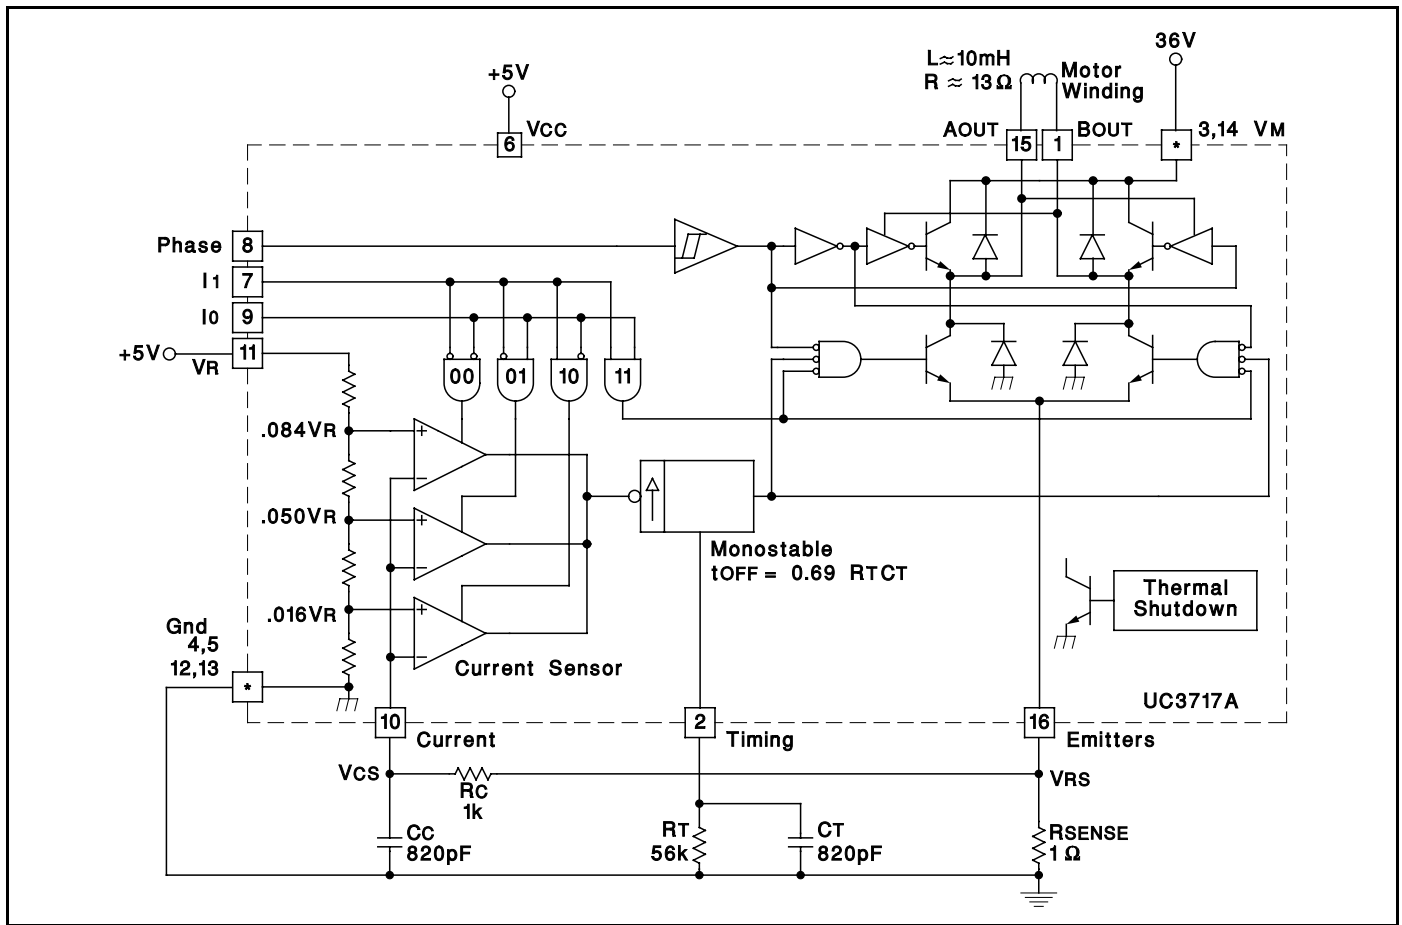 36V
L≈10mH
R ≈ 13Ω
Motor
Winding
+5V
6
VCC
AOUT
15
1
BOUT
*
3,14 VM
Phase
8
I1
7
I0
9
+5V
VR
11
00
01
10
11
.084VR
+
−
.050VR
+
−
.016VR
+
−
Monostable
tOFF = 0.69 RTCT
Thermal
Shutdown
Current Sensor
Gnd
4,5
12,13
*
UC3717A
10
Current
2
Timing
16
Emitters
VCS
RC
1k
VRS
CC
820pF
RT
56k
CT
820pF
RSENSE
1Ω